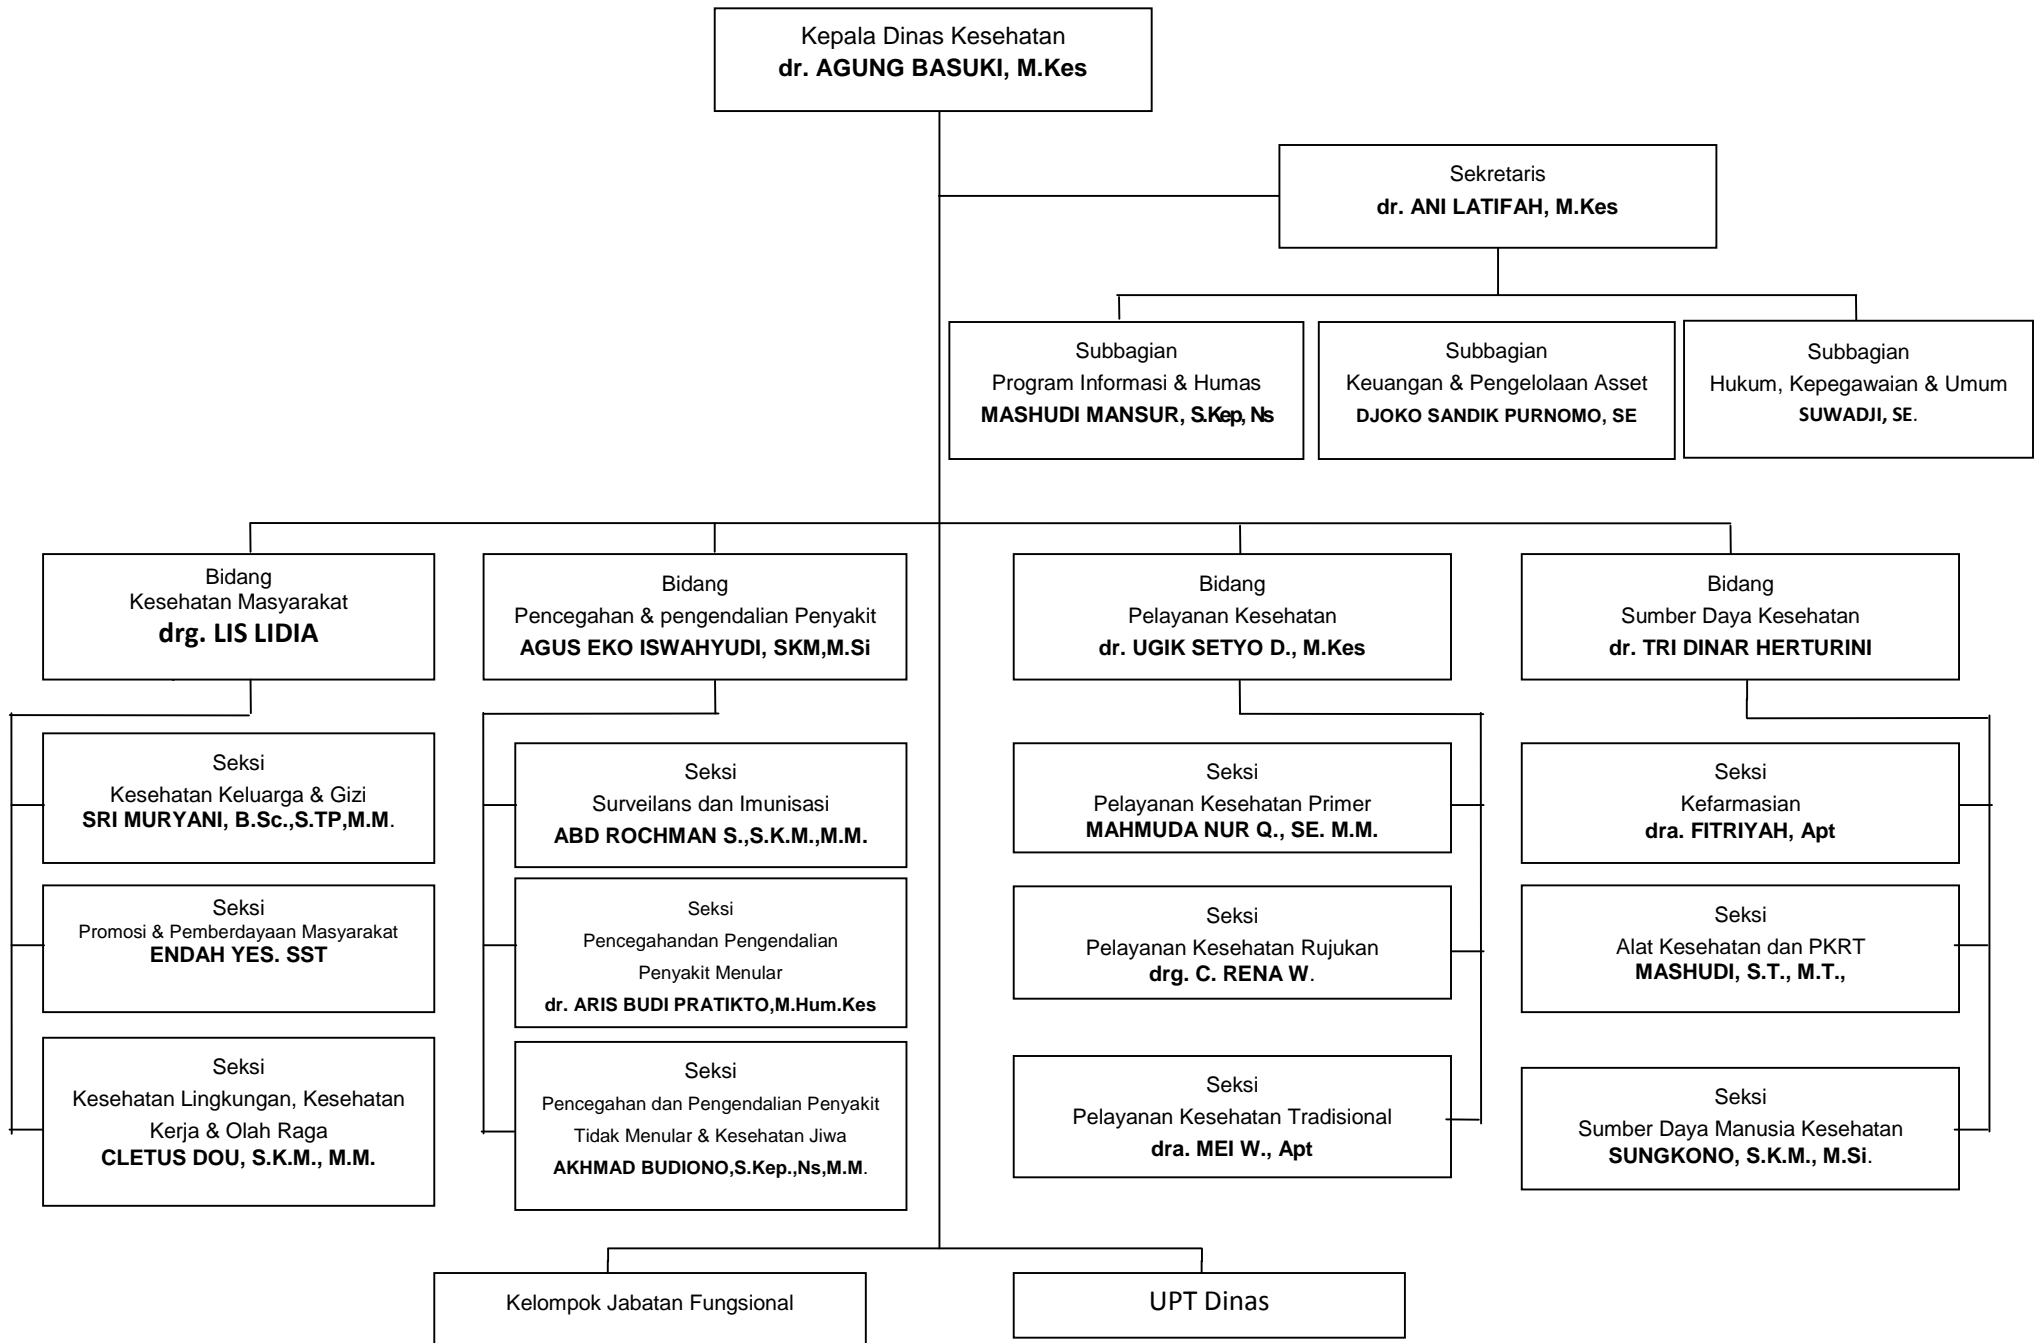 Kepala Dinas Kesehatan
dr. AGUNG BASUKI, M.Kes
Sekretaris
dr. ANI LATIFAH, M.Kes
Subbagian
Program Informasi & Humas
MASHUDI MANSUR, S.Kep, Ns
Subbagian
Keuangan & Pengelolaan Asset
DJOKO SANDIK PURNOMO, SE
Subbagian
Hukum, Kepegawaian & Umum
SUWADJI, SE.
Bidang
Kesehatan Masyarakat
drg. LIS LIDIA
Bidang
Pencegahan & pengendalian Penyakit
AGUS EKO ISWAHYUDI, SKM,M.Si
Bidang
Pelayanan Kesehatan
dr. UGIK SETYO D., M.Kes
Bidang
Sumber Daya Kesehatan
dr. TRI DINAR HERTURINI
Seksi
Kesehatan Keluarga & Gizi
SRI MURYANI, B.Sc.,S.TP,M.M.
Seksi
Surveilans dan Imunisasi
ABD ROCHMAN S.,S.K.M.,M.M.
Seksi
Pelayanan Kesehatan Primer
MAHMUDA NUR Q., SE. M.M.
Seksi
Kefarmasian
dra. FITRIYAH, Apt
Seksi
Promosi & Pemberdayaan Masyarakat
ENDAH YES. SST
Seksi
Pencegahandan Pengendalian
Penyakit Menular
dr. ARIS BUDI PRATIKTO,M.Hum.Kes
Seksi
Pelayanan Kesehatan Rujukan
drg. C. RENA W.
Seksi
Alat Kesehatan dan PKRT
MASHUDI, S.T., M.T.,
Seksi
Kesehatan Lingkungan, Kesehatan
Kerja & Olah Raga
CLETUS DOU, S.K.M., M.M.
Seksi
Pencegahan dan Pengendalian Penyakit
Tidak Menular & Kesehatan Jiwa
AKHMAD BUDIONO,S.Kep.,Ns,M.M.
Seksi
Pelayanan Kesehatan Tradisional
dra. MEI W., Apt
Seksi
Sumber Daya Manusia Kesehatan
SUNGKONO, S.K.M., M.Si.
Kelompok Jabatan Fungsional
UPT Dinas